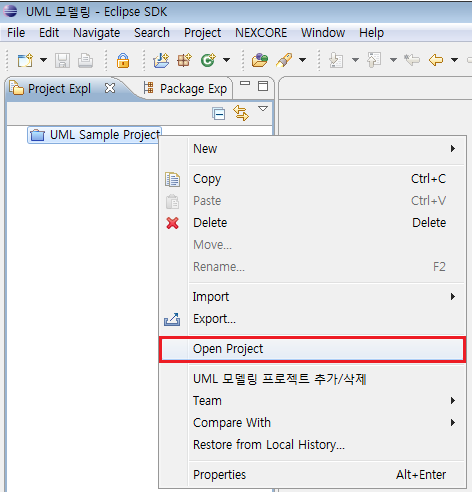 UML 모델링 - Eclipse SDK
File Edit Navigate Search Project NEXCORE Run Window Help
Project Expl Package Exp
UML Sample Project
New
Copy Ctrl+C
Paste Ctrl+V
Delete Delete
Move...
Rename... F2
Import
Export...
Open Project
UML 모델링 프로젝트 추가/삭제
Team
Compare With
Restore from Local History...
Properties Alt+Enter